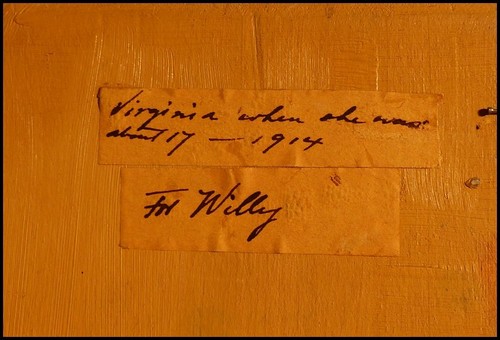 Virginia when she was
about 17 — 1914
For Willy